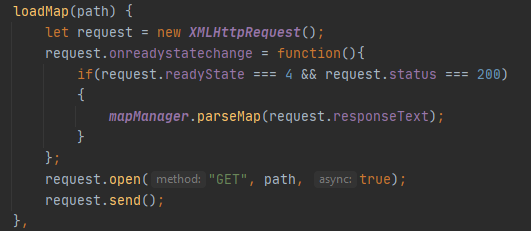 loadMap(path) {
let request = new XMLHttpRequest();
request.onreadystatechange = function(){
if(request.readyState === 4 && request.status === 200)
{
mapManager.parseMap(request.responseText);
}
};
request.open( method: "GET", path, async: true);
request.send();
},